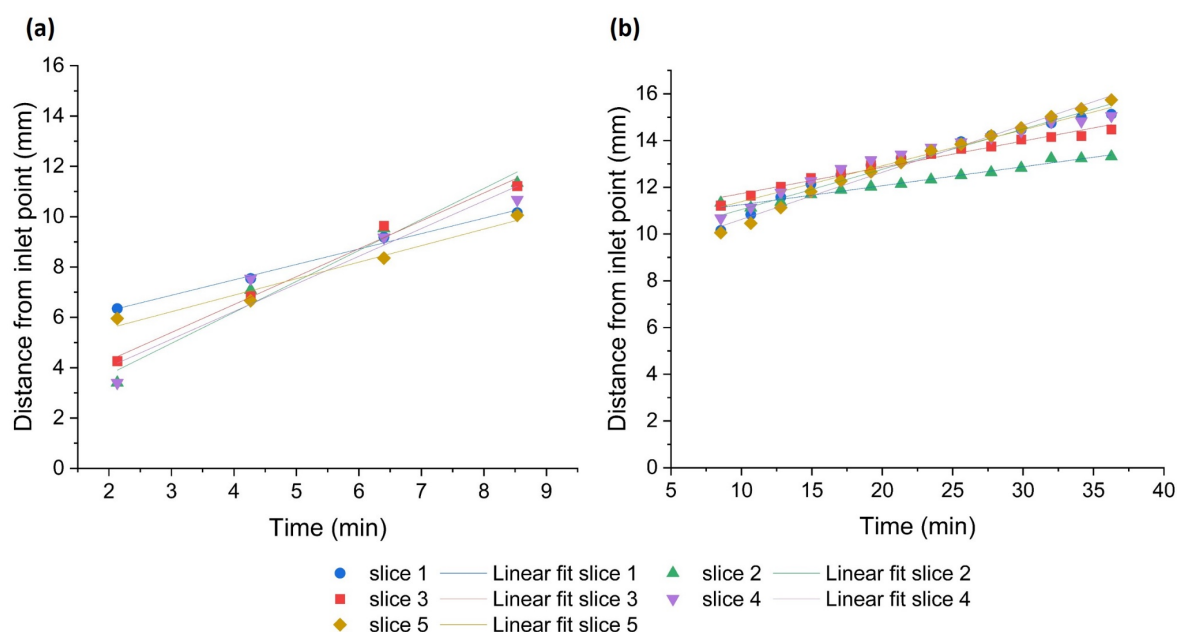 (a)
16
14
12
10
8
6
4
2
0
Distance from inlet point (mm)
2 3 4 5 6 7 8 9
Time (min)
(b)
16
14
12
10
8
6
4
2
0
Distance from inlet point (mm)
5 10 15 20 25 30 35 40
Time (min)
slice 1 Linear fit slice 1 slice 2 Linear fit slice 2
slice 3 Linear fit slice 3 slice 4 Linear fit slice 4
slice 5 Linear fit slice 5